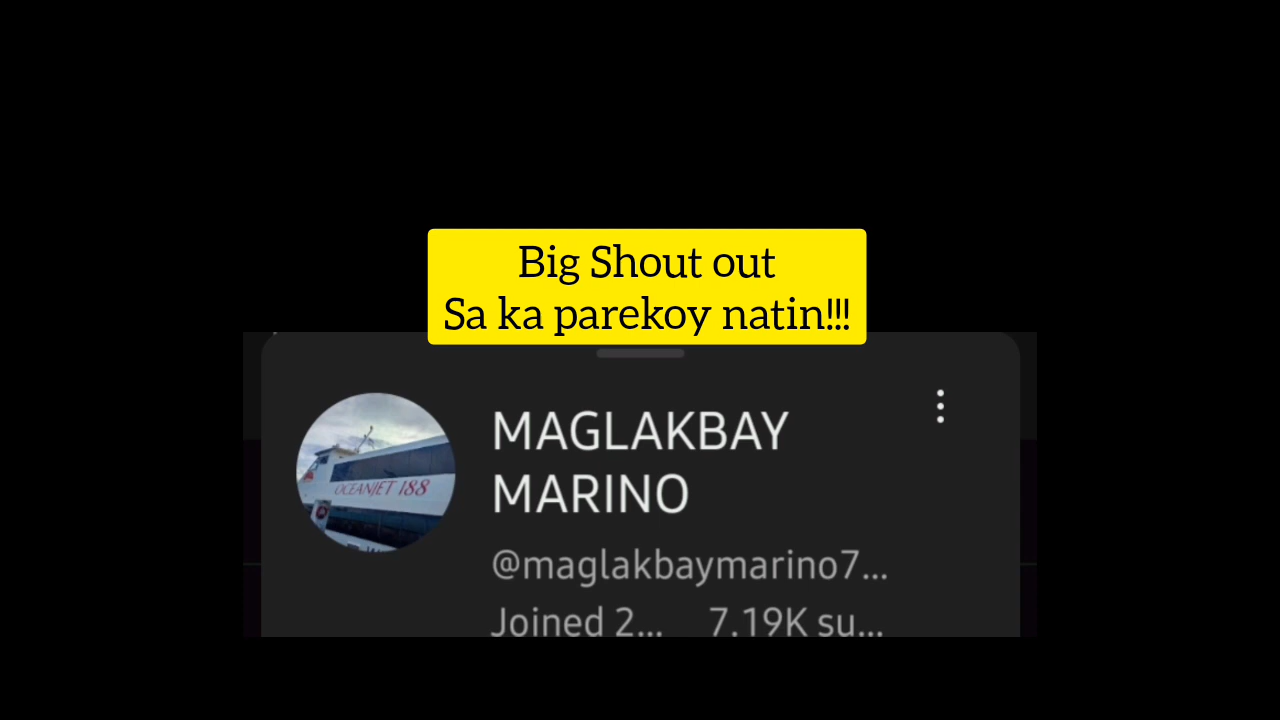 Big Shout out
Sa ka parekoy natin!!!
MAGLAKBAY
MARINO
OCEANJET 188
@maglakbaymarino7...
Joined 2... 7.19K su...